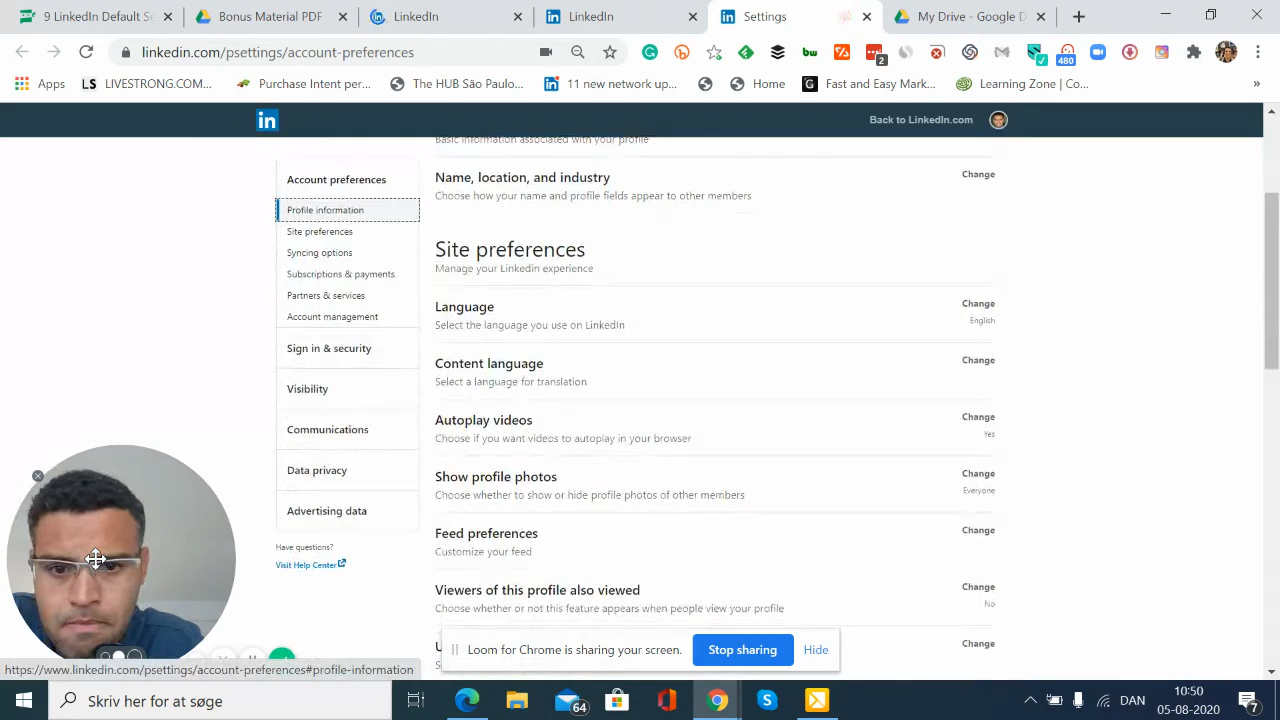 9 LinkedIn Default Se
Bonus Material PDF
LinkedIn
LinkedIn
Settings
My Drive - Google D
linkedin.com/psettings/account-preferences
2
480
Apps
LIVESTRONG.COM...
Purchase Intent per...
The HUB São Paulo...
11 new network up...
Home
Fast and Easy Mark...
Learning Zone | Co...
»
in
Back to LinkedIn.com
Basic information associated with your profile
Account preferences
Profile information
Site preferences
Syncing options
Subscriptions & payments
Partners & services
Account management
Sign in & security
Visibility
Communications
Data privacy
Advertising data
Have questions?
Visit Help Center
Name, location, and industry
Change
Choose how your name and profile fields appear to other members
Site preferences
Manage your LinkedIn experience
Language
Change
Select the language you use on LinkedIn
English
Content language
Change
Select a language for translation
Autoplay videos
Change
Choose if you want videos to autoplay in your browser
Yes
Show profile photos
Change
Choose whether to show or hide profile photos of other members
Everyone
Feed preferences
Change
Customize your feed
Viewers of this profile also viewed
Change
Choose whether or not this feature appears when people view your profile
No
Change
Loom for Chrome is sharing your screen.
Stop sharing
Hide
https://www.linkedin.com/psettings/account-preferences#profile-information
Skriv her for at søge
64
DAN
10:50
05-08-2020
7